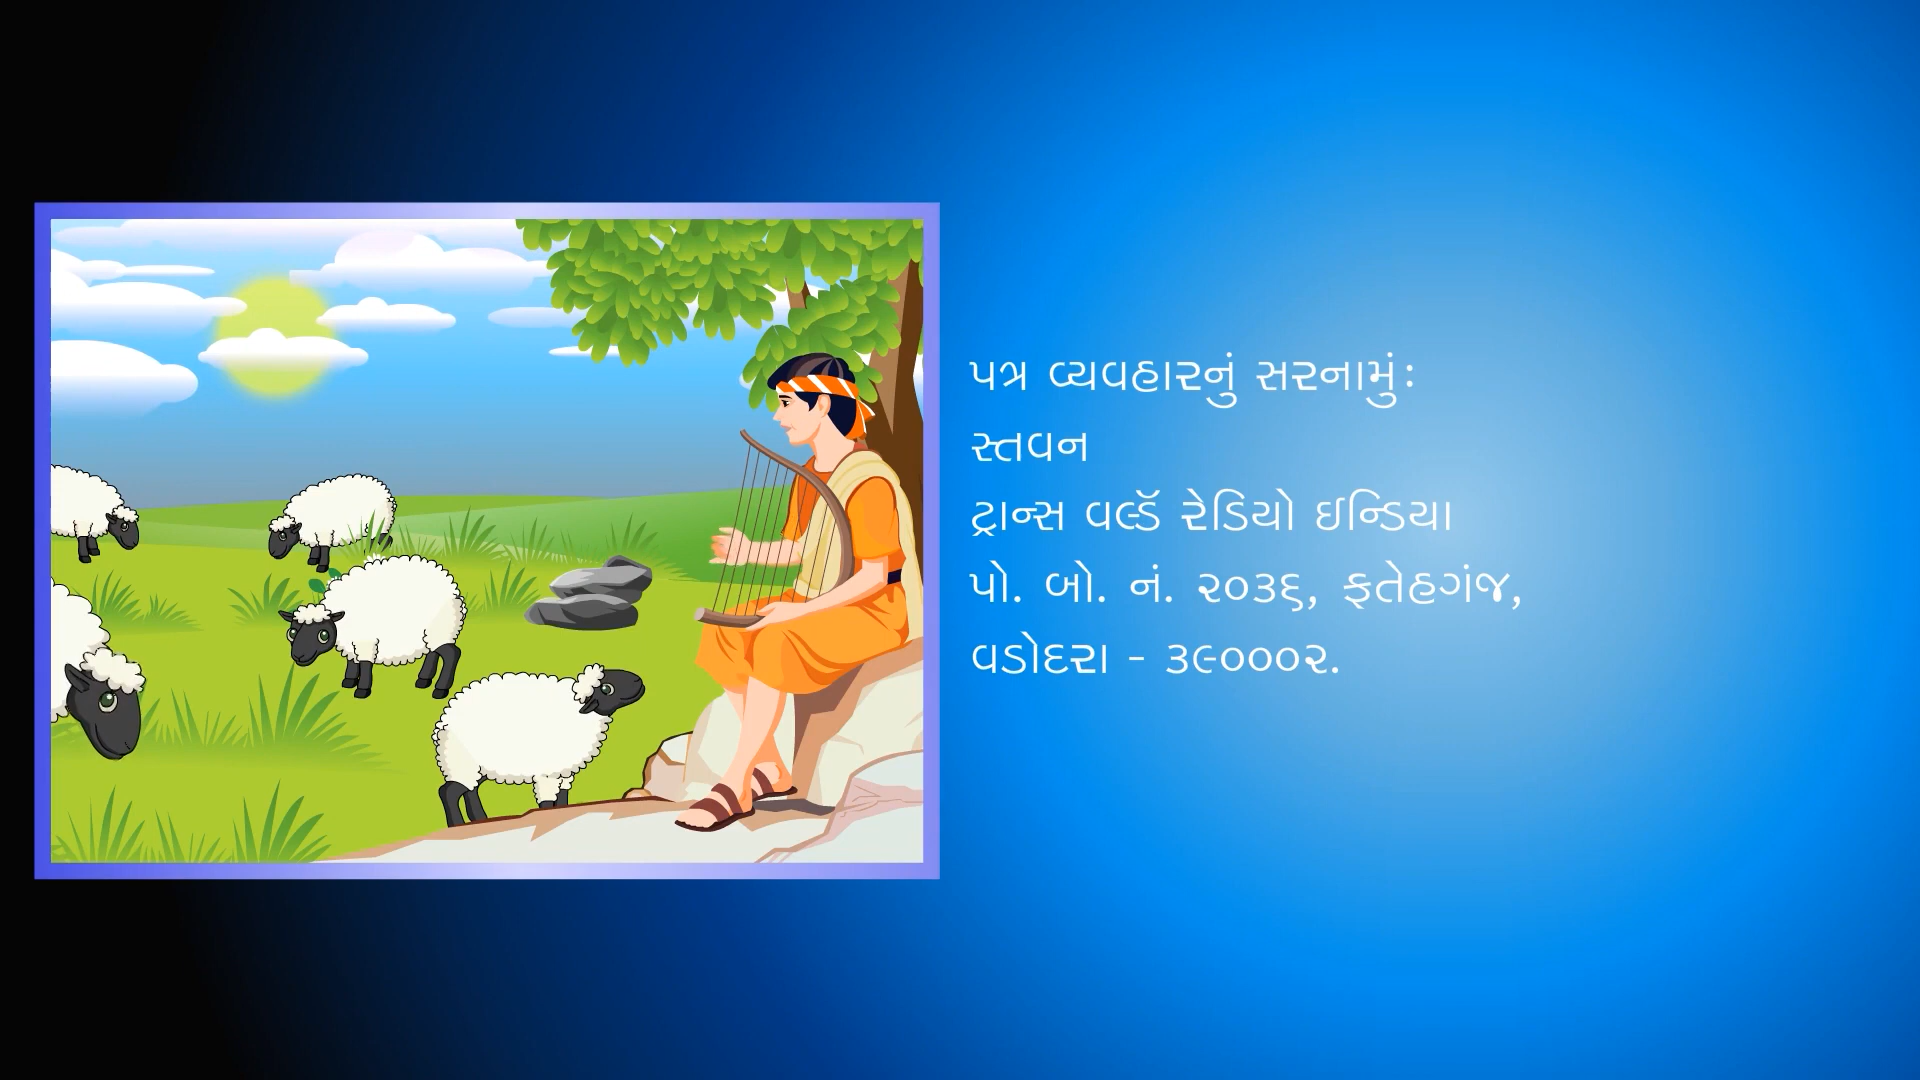 પત્ર વ્યવહારનું સરનામું:
સ્તવન
ટ્રાન્સ વર્લ્ડ રેડિયો ઇન્ડિયા
પો. બો. નં. ૨૦૩૬, ફતેહગંજ,
વડોદરા - ૩૯૦૦૦૨.